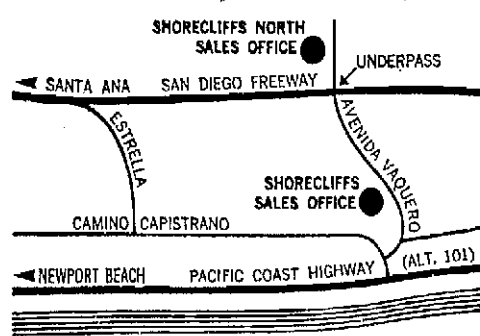 SHORECLIFFS NORTH
SALES OFFICE
UNDERPASS
SANTA ANA SAN DIEGO FREEWAY
ESTRELLA
AVENIDA VAQUERO
SHORECLIFFS
SALES OFFICE
CAMINO CAPISTRANO
(ALT. 101)
NEWPORT BEACH PACIFIC COAST HIGHWAY